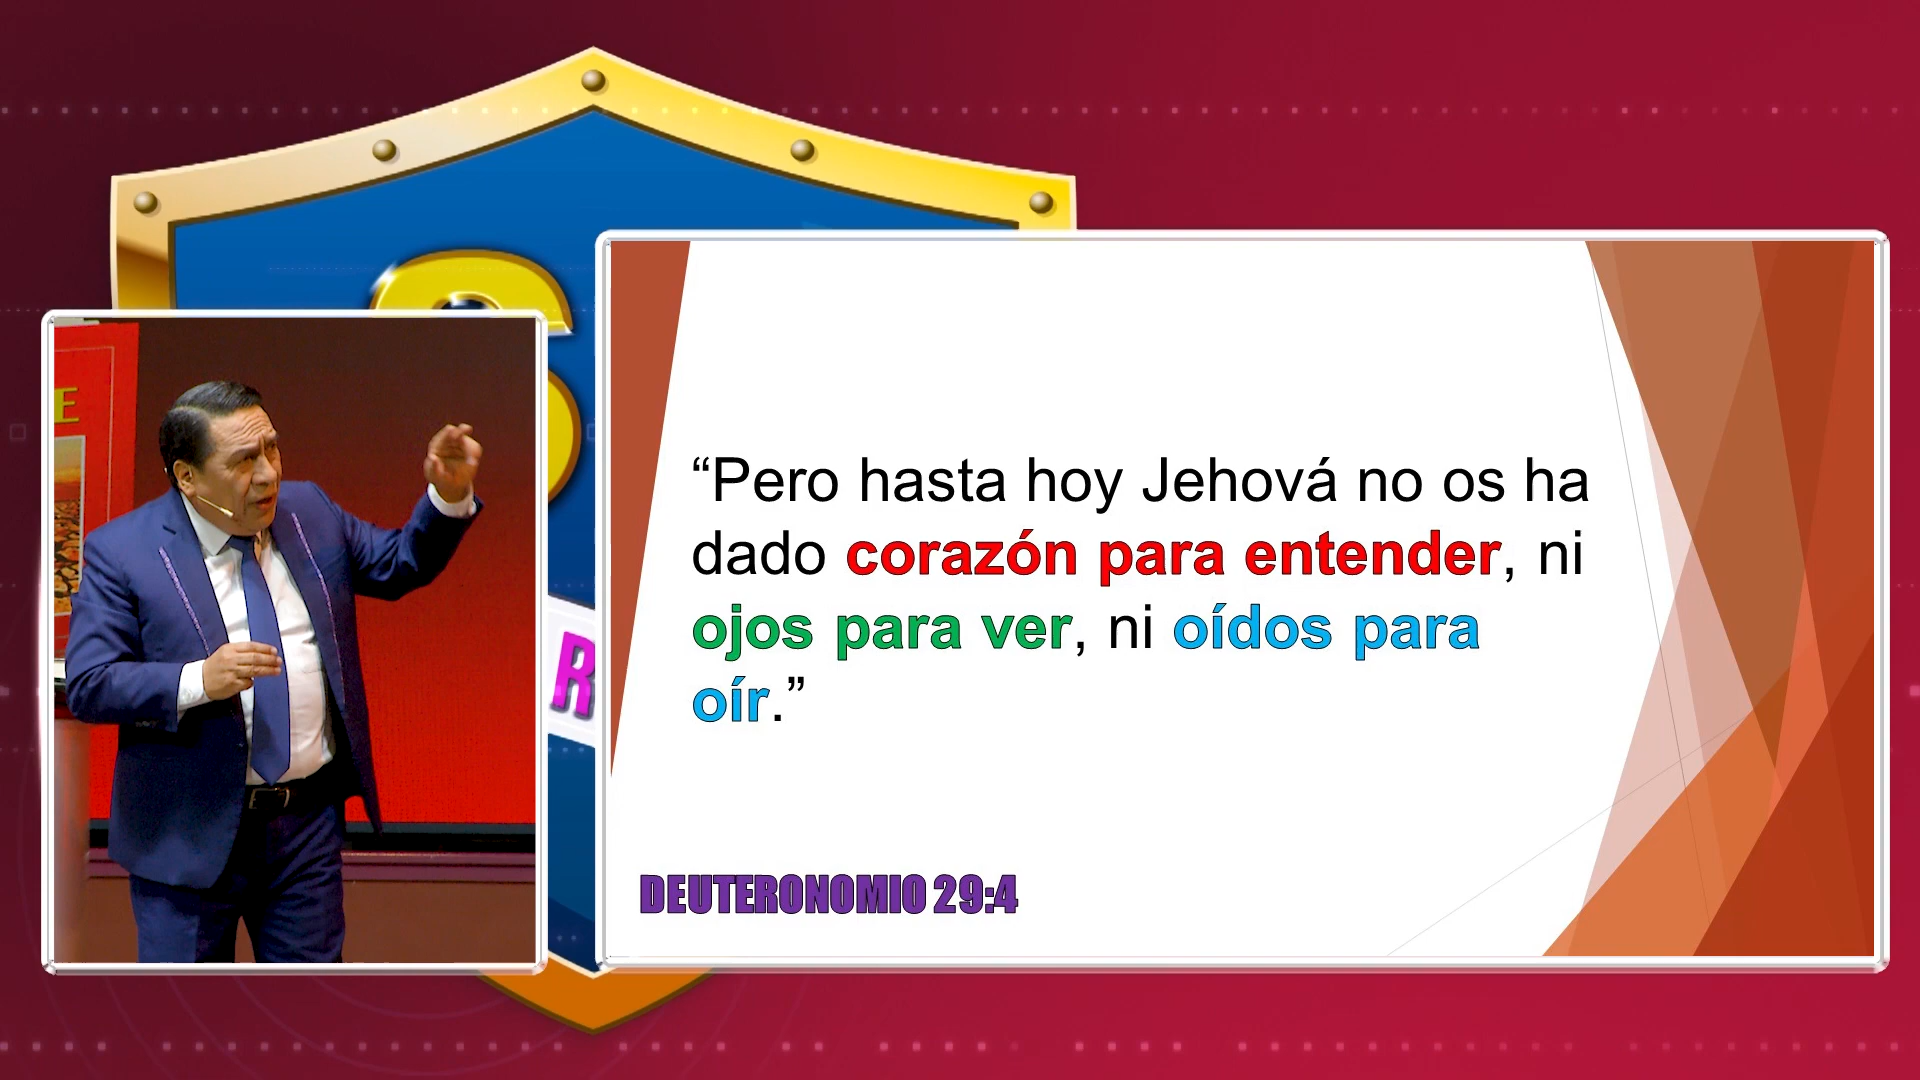 “Pero hasta hoy Jehová no os ha
dado corazón para entender, ni
ojos para ver, ni oídos para
oír.”
DEUTERONOMIO 29:4
S
E
R